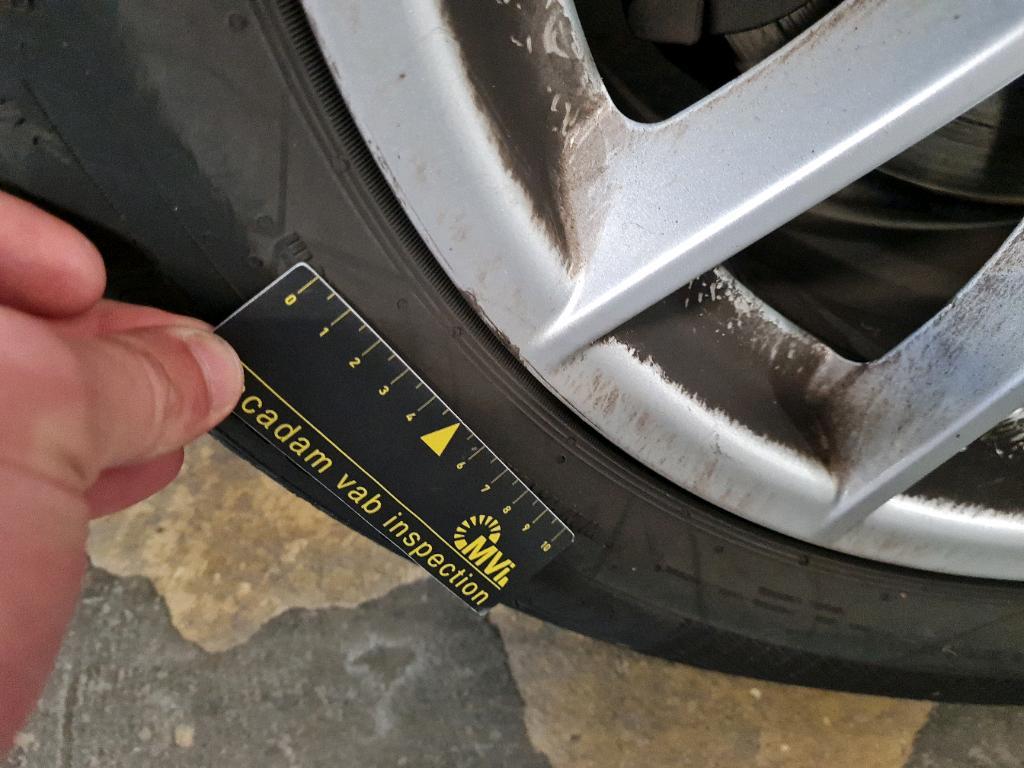 0 1 2 3 4 6 7 8 9 10
MVi
cadam vab inspection